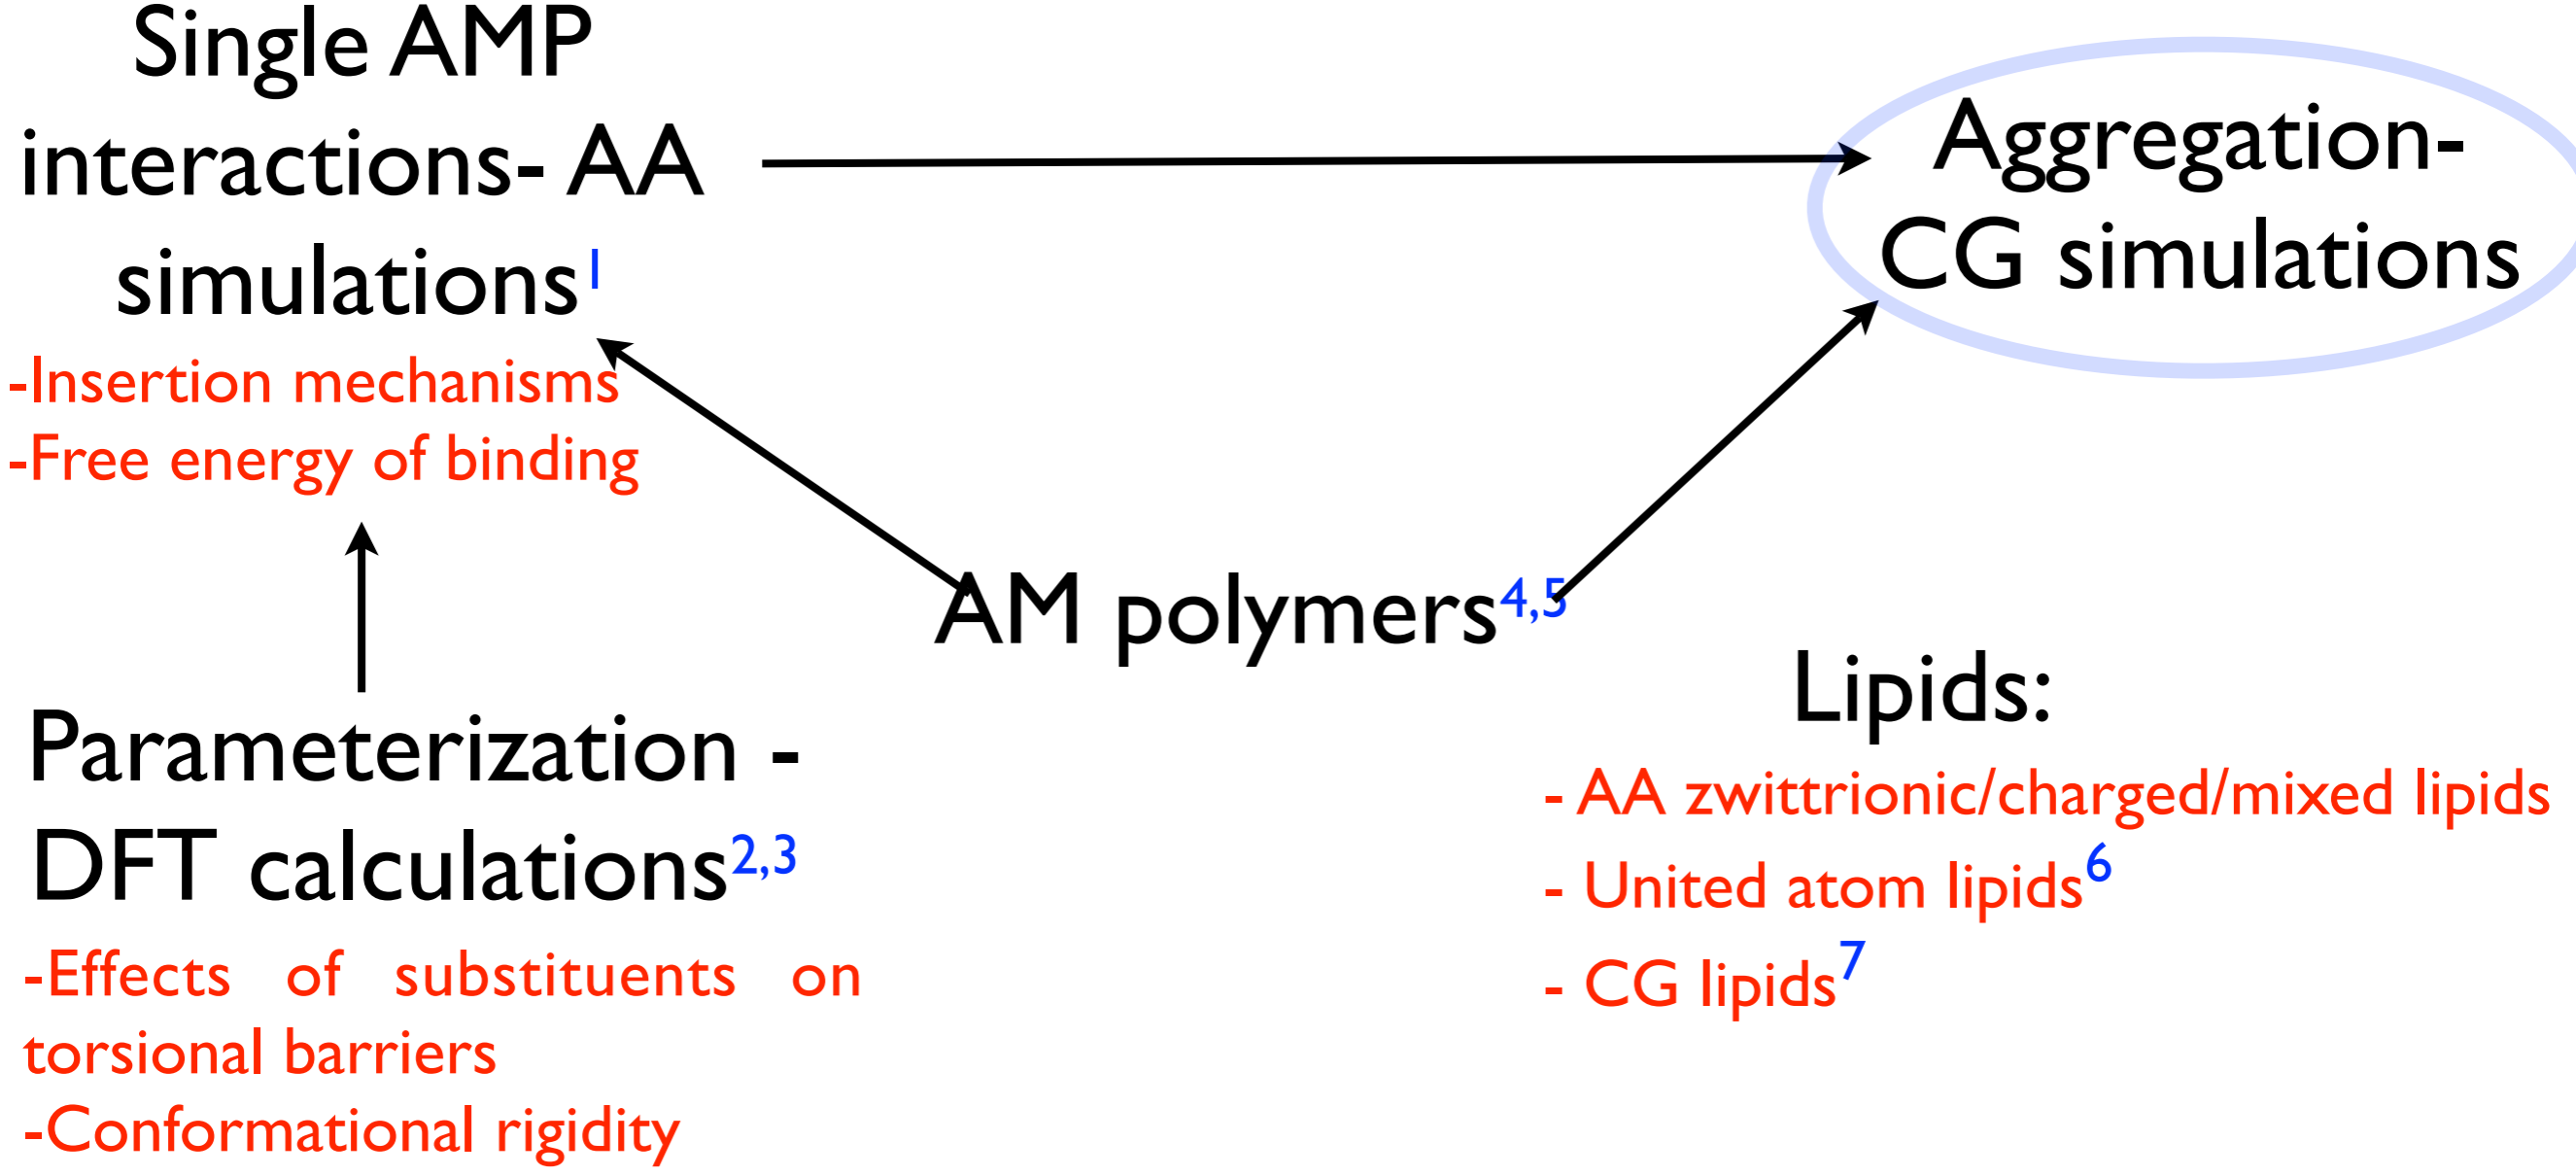 Single AMP
interactions- AA
simulations1
-Insertion mechanisms
-Free energy of binding
Aggregation-
CG simulations
AM polymers4,5
Parameterization -
DFT calculations2,3
-Effects of substituents on
torsional barriers
-Conformational rigidity
Lipids:
- AA zwittrionic/charged/mixed lipids
- United atom lipids6
- CG lipids7